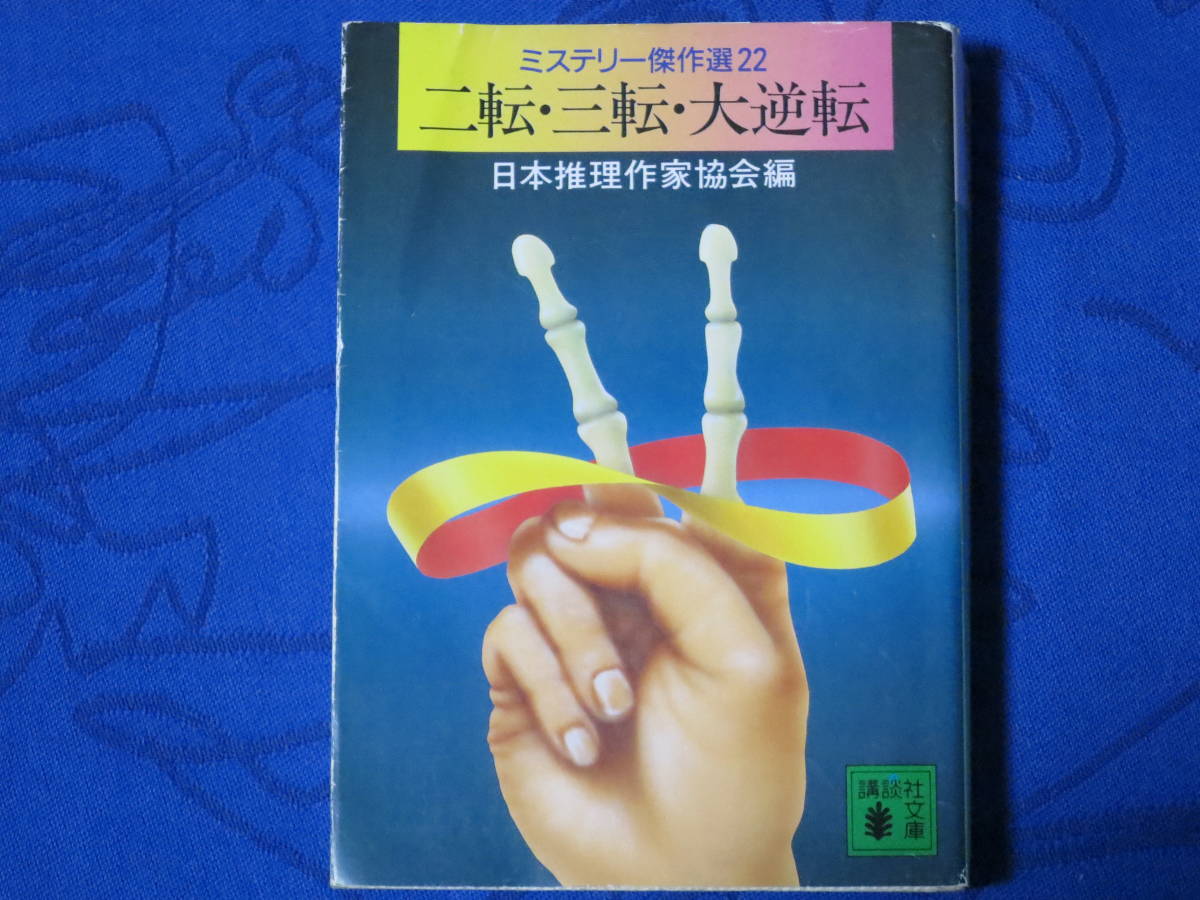 ミステリー傑作選22
二転・三転・大逆転
日本推理作家協会編
講談社
文庫